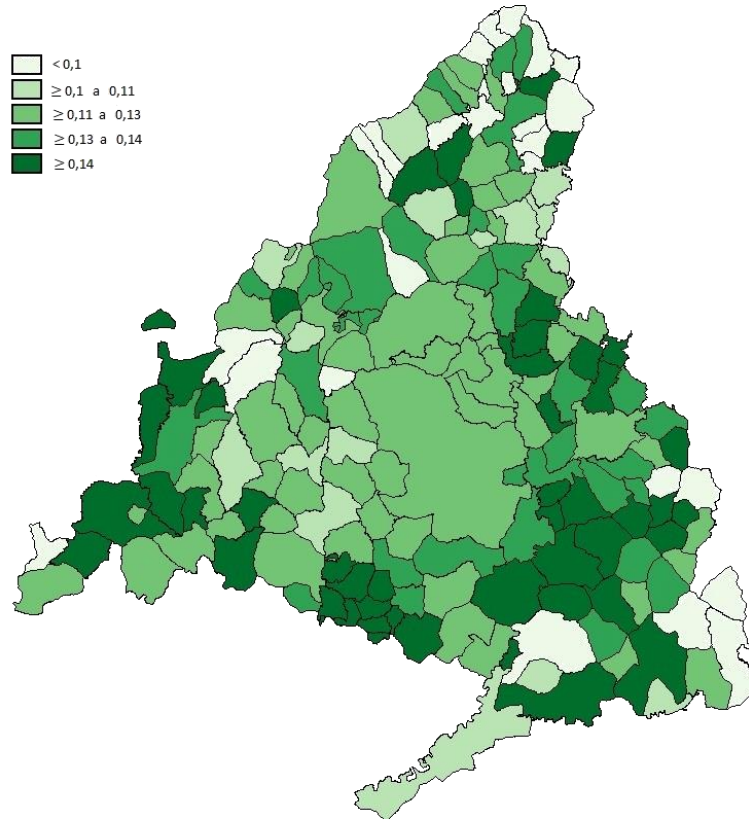 < 0,1
≥ 0,1 a 0,11
≥ 0,11 a 0,13
≥ 0,13 a 0,14
≥ 0,14